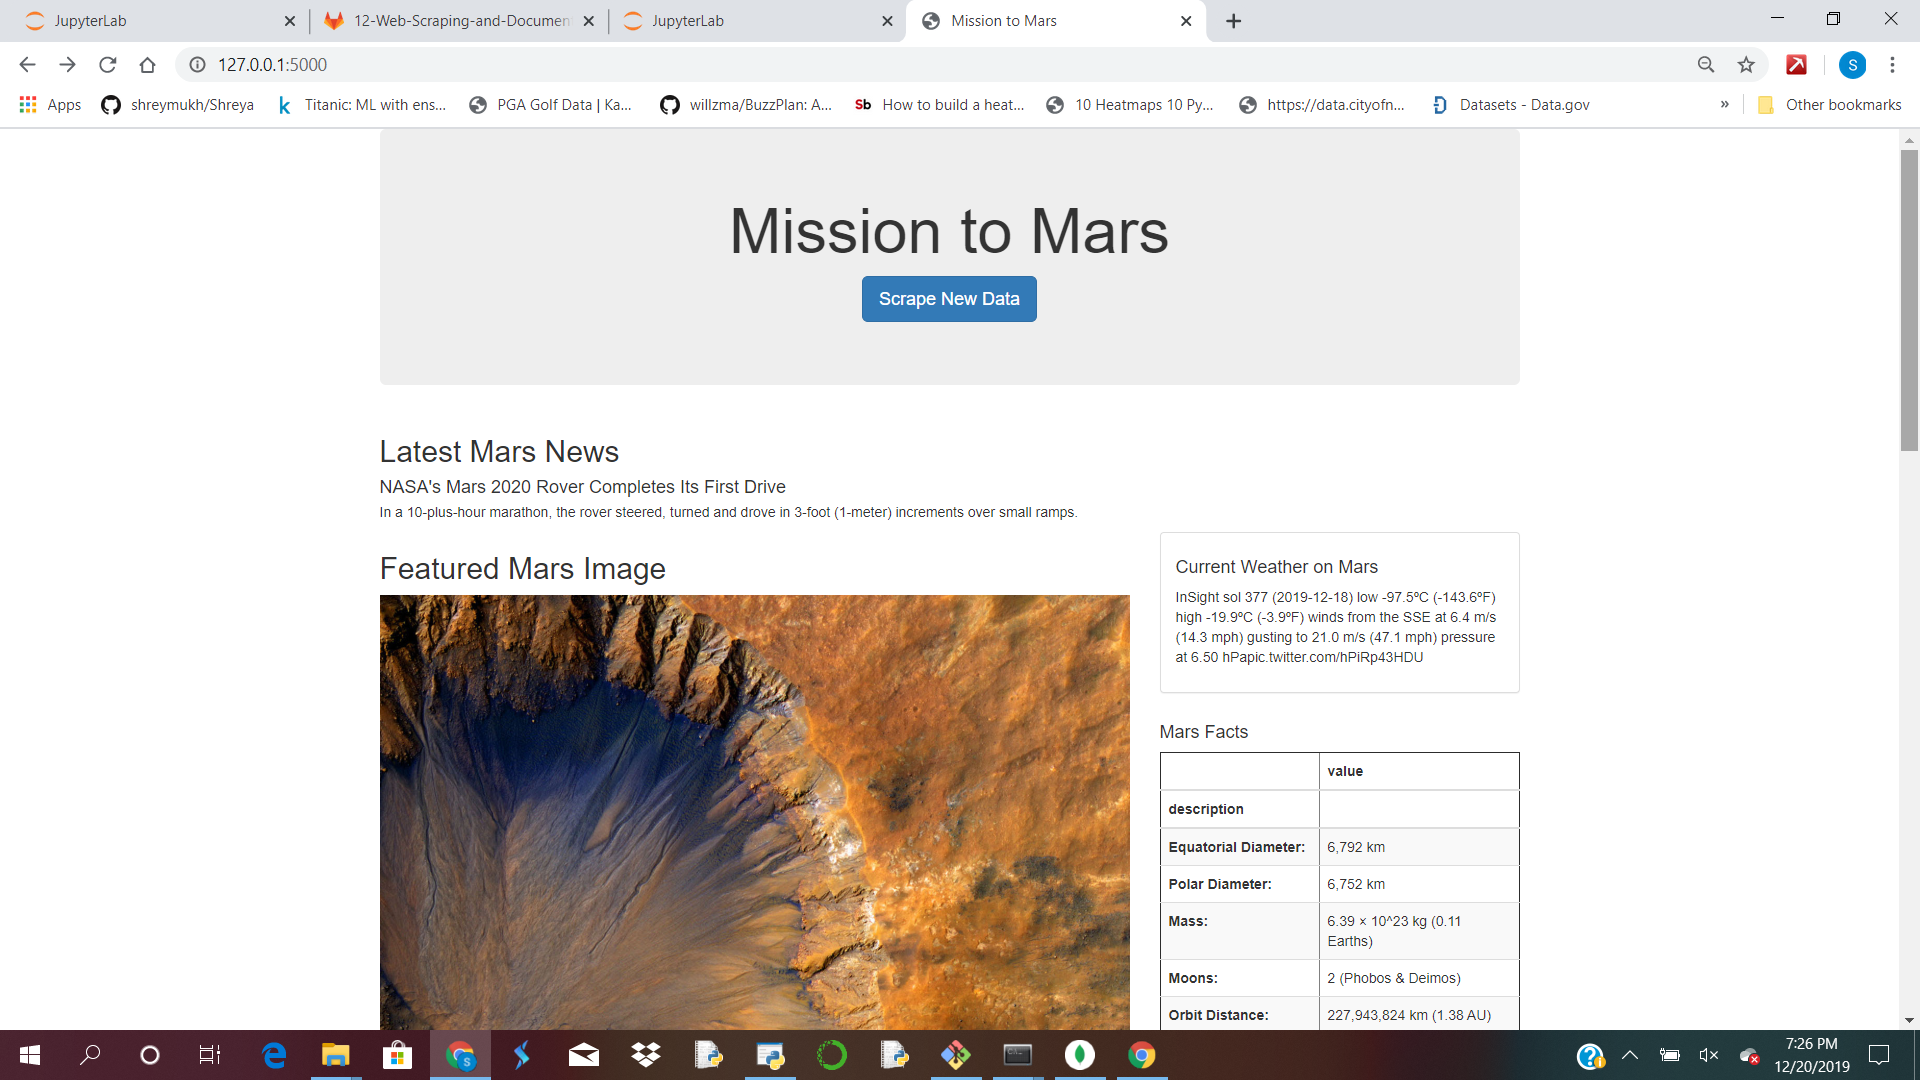 JupyterLab
12-Web-Scraping-and-Documen
JupyterLab
Mission to Mars
127.0.0.1:5000
S
Apps
shreymukh/Shreya
Titanic: ML with ens...
PGA Golf Data | Ka...
willzma/BuzzPlan: A...
Sb
How to build a heat...
10 Heatmaps 10 Py...
https://data.cityofn...
Datasets - Data.gov
»
Other bookmarks
Mission to Mars
Scrape New Data
Latest Mars News
NASA's Mars 2020 Rover Completes Its First Drive
In a 10-plus-hour marathon, the rover steered, turned and drove in 3-foot (1-meter) increments over small ramps.
Featured Mars Image
Current Weather on Mars
InSight sol 377 (2019-12-18) low -97.5ºC (-143.6ºF)
high -19.9ºC (-3.9ºF) winds from the SSE at 6.4 m/s
(14.3 mph) gusting to 21.0 m/s (47.1 mph) pressure
at 6.50 hPapic.twitter.com/hPiRp43HDU
Mars Facts
value
description
Equatorial Diameter: 6,792 km
Polar Diameter: 6,752 km
Mass: 6.39 × 10^23 kg (0.11
Earths)
Moons: 2 (Phobos & Deimos)
Orbit Distance: 227,943,824 km (1.38 AU)
7:26 PM
12/20/2019